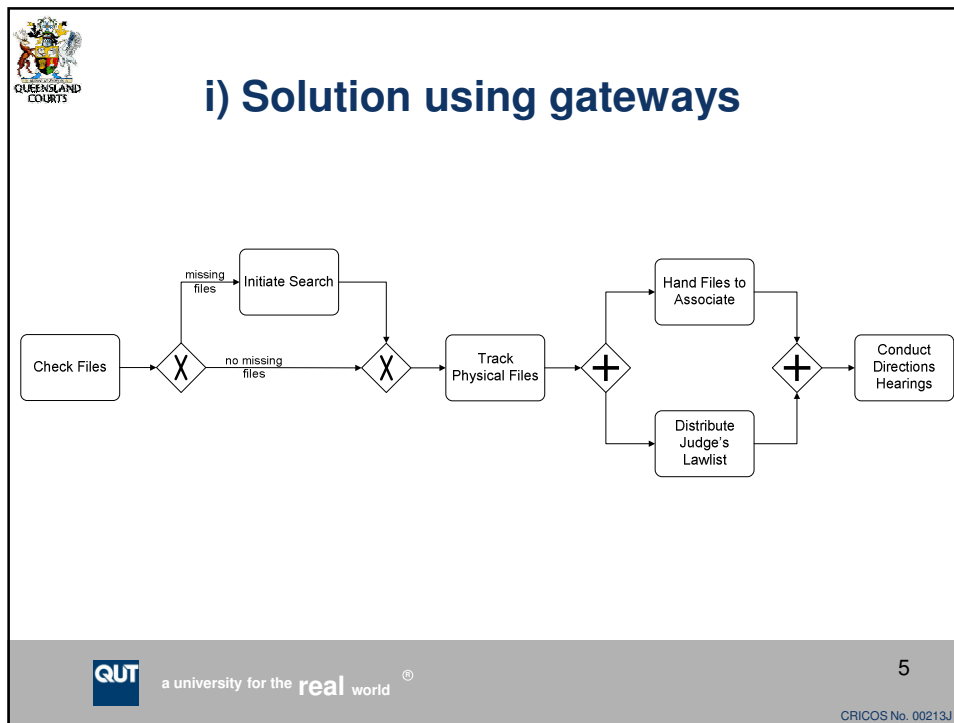 QUEENSLAND
COURTS
i) Solution using gateways
missing
files
Initiate Search
Hand Files to
Associate
Check Files
X
no missing
files
X
Track
Physical Files
+
+
Conduct
Directions
Hearings
Distribute
Judge's
Lawlist
QUT
a university for the real world ®
5
CRICOS No. 00213J